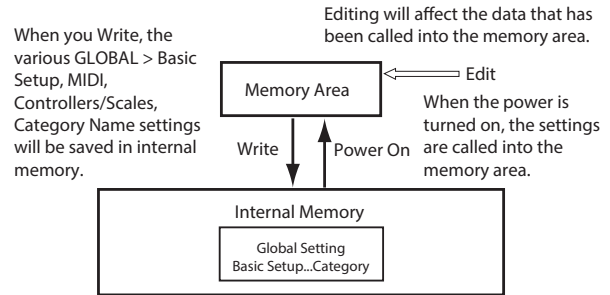 When you Write, the
various GLOBAL > Basic
Setup, MIDI,
Controllers/Scales,
Category Name settings
will be saved in internal
memory.
Editing will affect the data that has
been called into the memory area.
Memory Area
Edit
When the power is
turned on, the settings
are called into the
memory area.
Write
Power On
Internal Memory
Global Setting
Basic Setup...Category